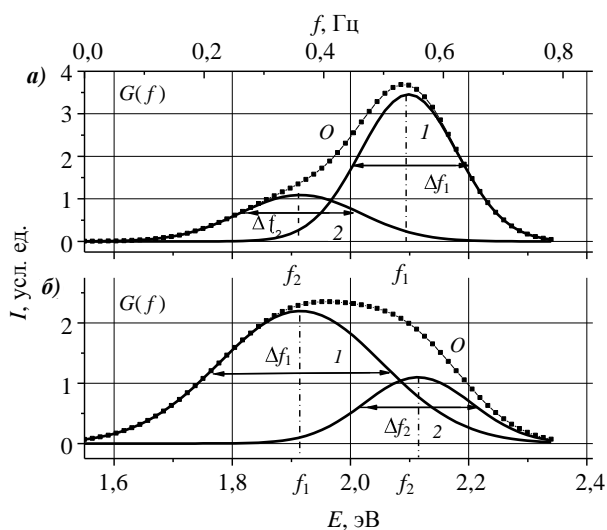 f, Гц
0,0 0,2 0,4 0,6 0,8
а)
4
G(f)
3
O
1
2
Δf₁
1
Δf₂
2
0
I, усл. ед.
f₂ f₁
б)
G(f)
2
O
Δf₁
1
1
Δf₂
2
0
1,6 1,8 2,0 2,2 2,4
f₁ f₂
E, эВ